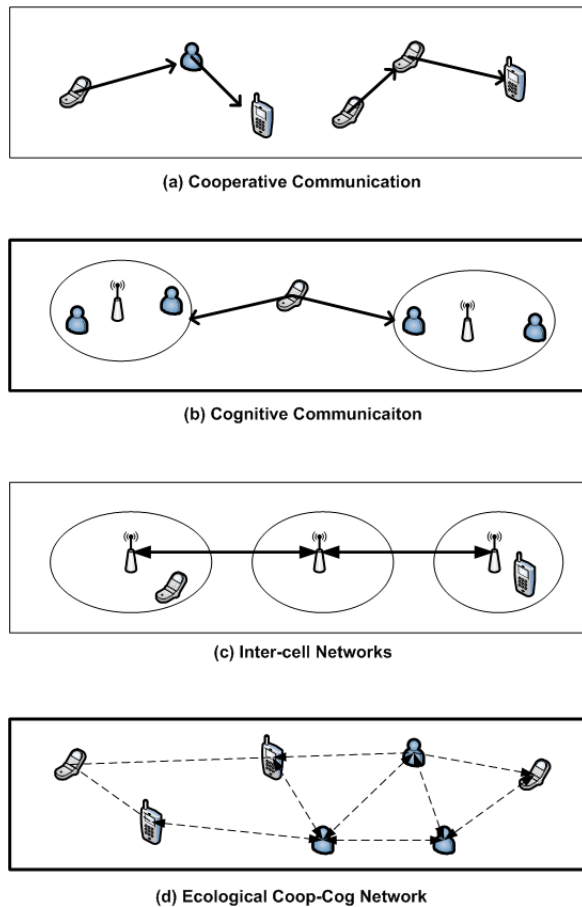 (a) Cooperative Communication
(b) Cognitive Communicaiton
(c) Inter-cell Networks
(d) Ecological Coop-Cog Network